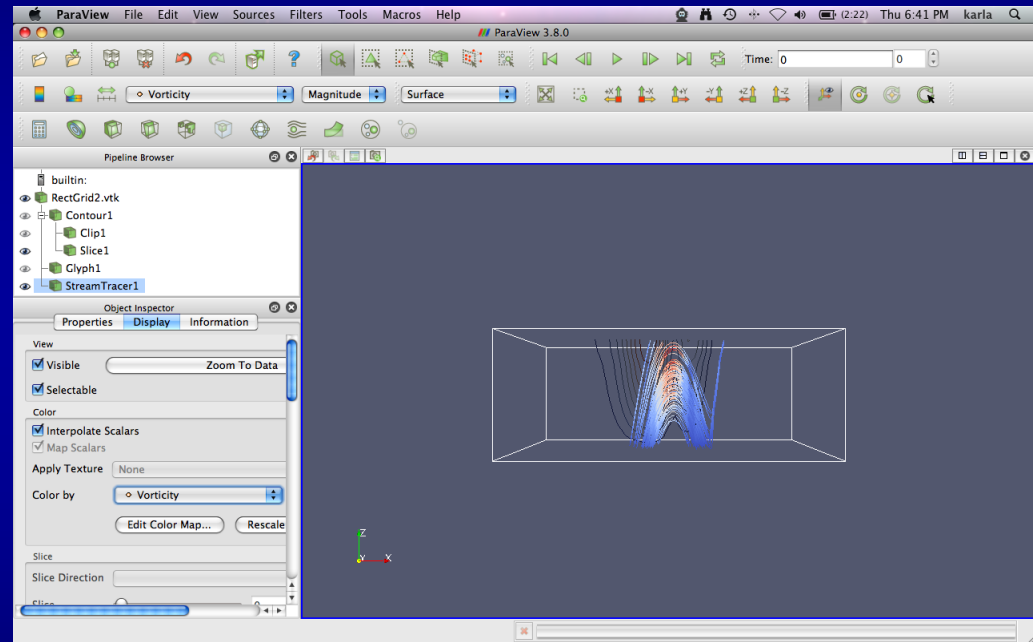 ParaView File Edit View Sources Filters Tools Macros Help (2:22) Thu 6:41 PM karla
ParaView 3.8.0
Time: 0 0
Vorticity Magnitude Surface +X -X +Y -Y +Z -Z
Pipeline Browser
builtin:
RectGrid2.vtk
Contour1
Clip1
Slice1
Glyph1
StreamTracer1
Object Inspector
Properties Display Information
View
Visible Zoom To Data
Selectable
Color
Interpolate Scalars
Map Scalars
Apply Texture None
Color by Vorticity
Edit Color Map... Rescale
Slice
Slice Direction
Slice 0
Z
Y X